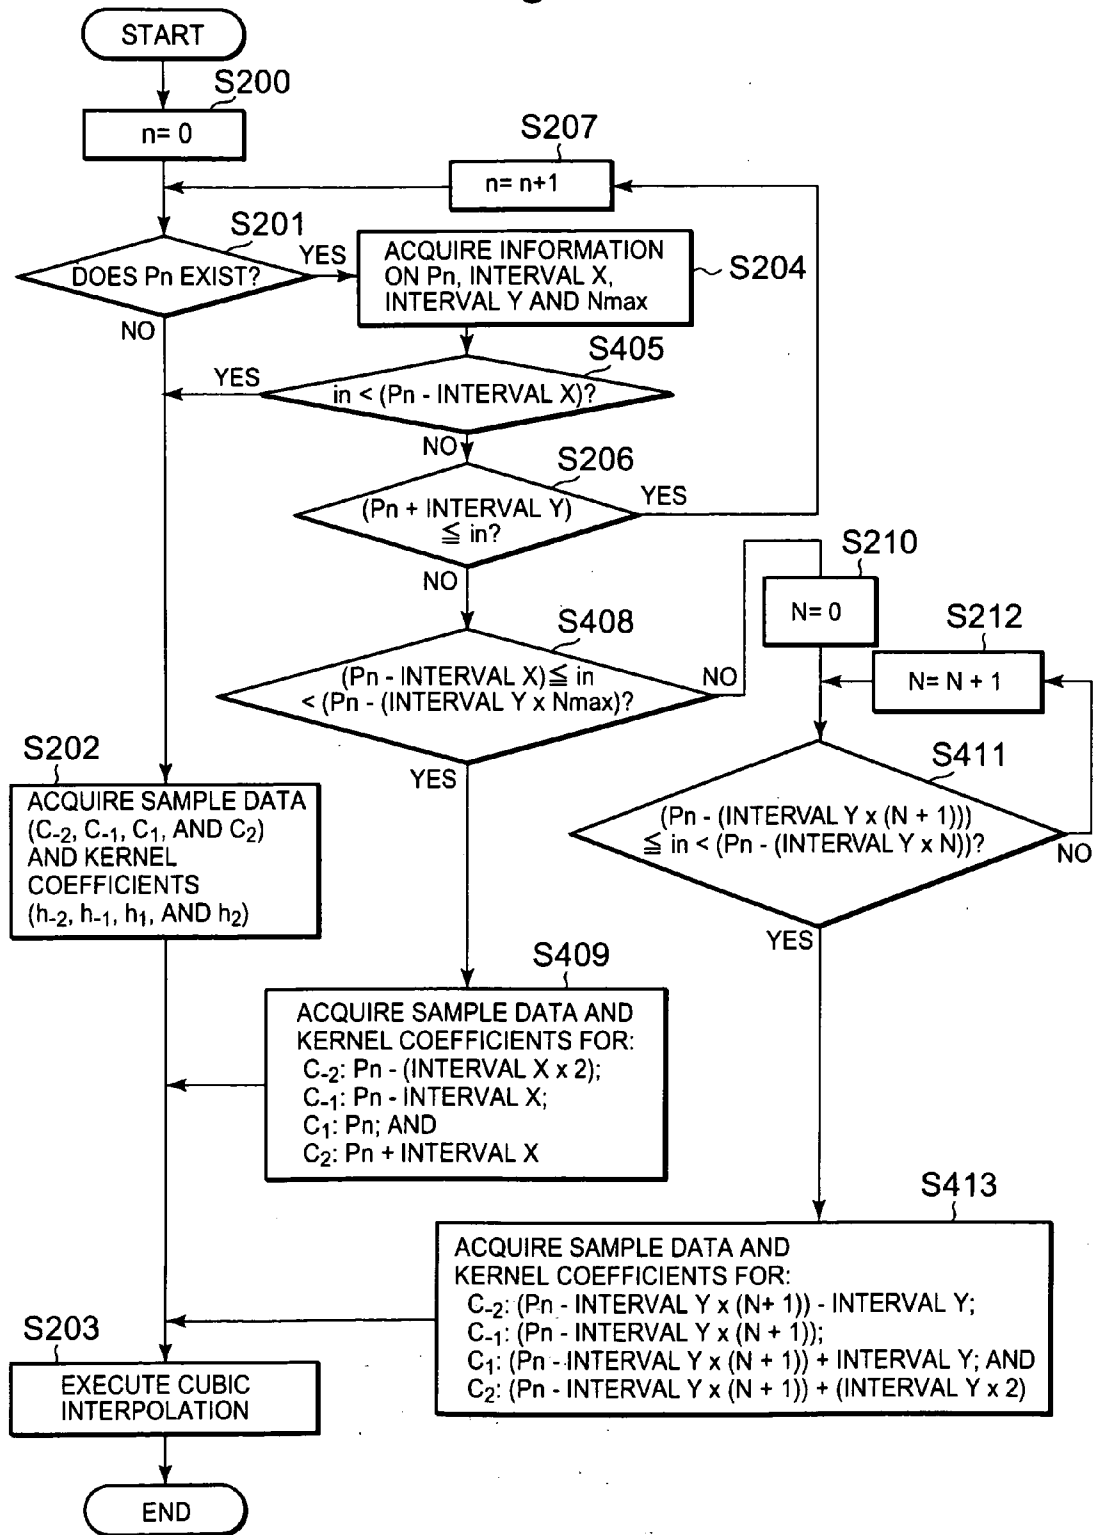 START
S200
n= 0
S207
n= n+1
S201
DOES Pn EXIST?
YES
NO
ACQUIRE INFORMATION
ON Pn, INTERVAL X,
INTERVAL Y AND Nmax
S204
S405
in < (Pn - INTERVAL X)?
YES
NO
S206
(Pn + INTERVAL Y)
≦ in?
YES
NO
S210
N= 0
S212
N= N + 1
S408
(Pn - INTERVAL X) ≦ in
< (Pn - (INTERVAL Y x Nmax)?
NO
YES
S411
(Pn - (INTERVAL Y x (N + 1)))
≦ in < (Pn - (INTERVAL Y x N))?
NO
YES
S202
ACQUIRE SAMPLE DATA
(C-2, C-1, C1, AND C2)
AND KERNEL
COEFFICIENTS
(h-2, h-1, h1, AND h2)
S409
ACQUIRE SAMPLE DATA AND
KERNEL COEFFICIENTS FOR:
C-2: Pn - (INTERVAL X x 2);
C-1: Pn - INTERVAL X;
C1: Pn; AND
C2: Pn + INTERVAL X
S413
ACQUIRE SAMPLE DATA AND
KERNEL COEFFICIENTS FOR:
C-2: (Pn - INTERVAL Y x (N+ 1)) - INTERVAL Y;
C-1: (Pn - INTERVAL Y x (N + 1));
C1: (Pn - INTERVAL Y x (N + 1)) + INTERVAL Y; AND
C2: (Pn - INTERVAL Y x (N + 1)) + (INTERVAL Y x 2)
S203
EXECUTE CUBIC
INTERPOLATION
END